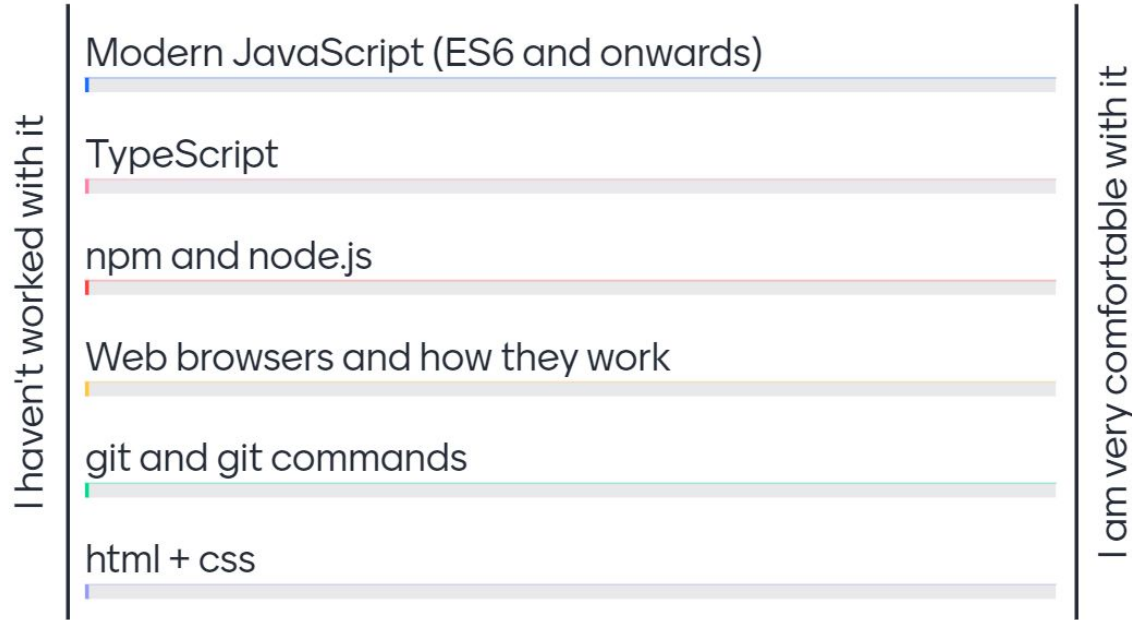 I haven't worked with it
Modern JavaScript (ES6 and onwards)
TypeScript
npm and node.js
Web browsers and how they work
git and git commands
html + css
I am very comfortable with it